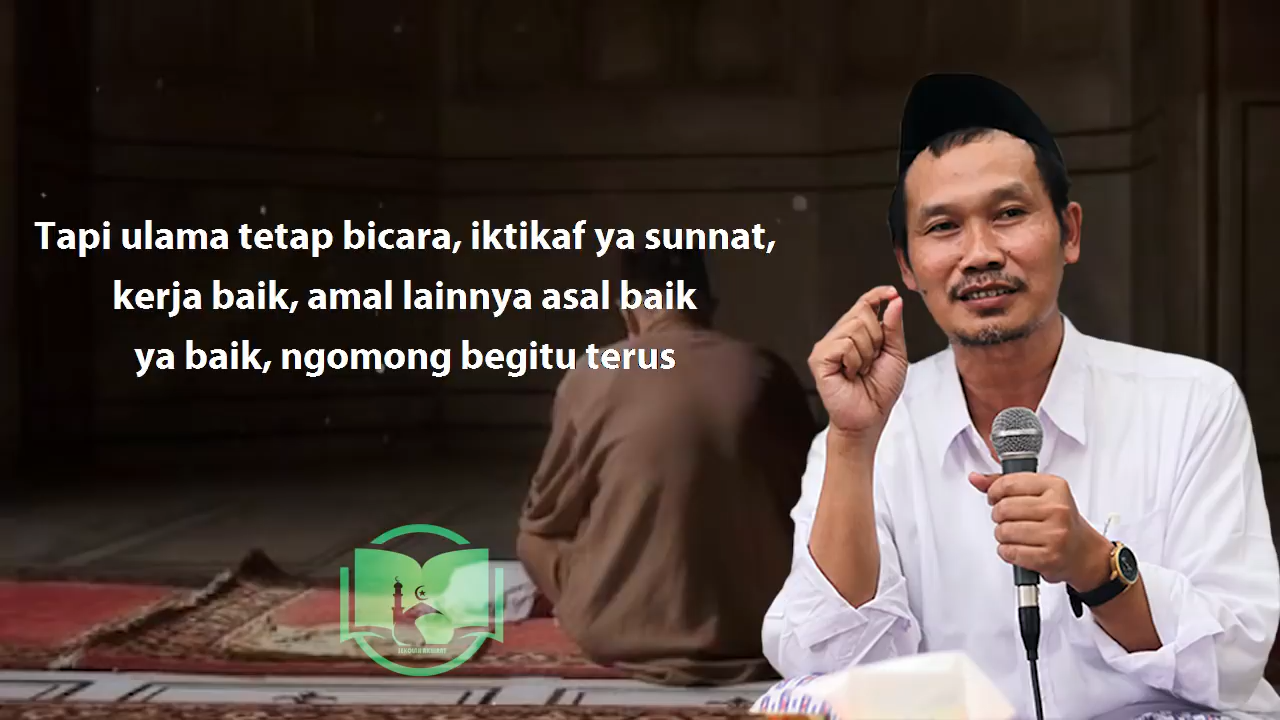 Tapi ulama tetap bicara, iktikaf ya sunnat,
kerja baik, amal lainnya asal baik
ya baik, ngomong begitu terus